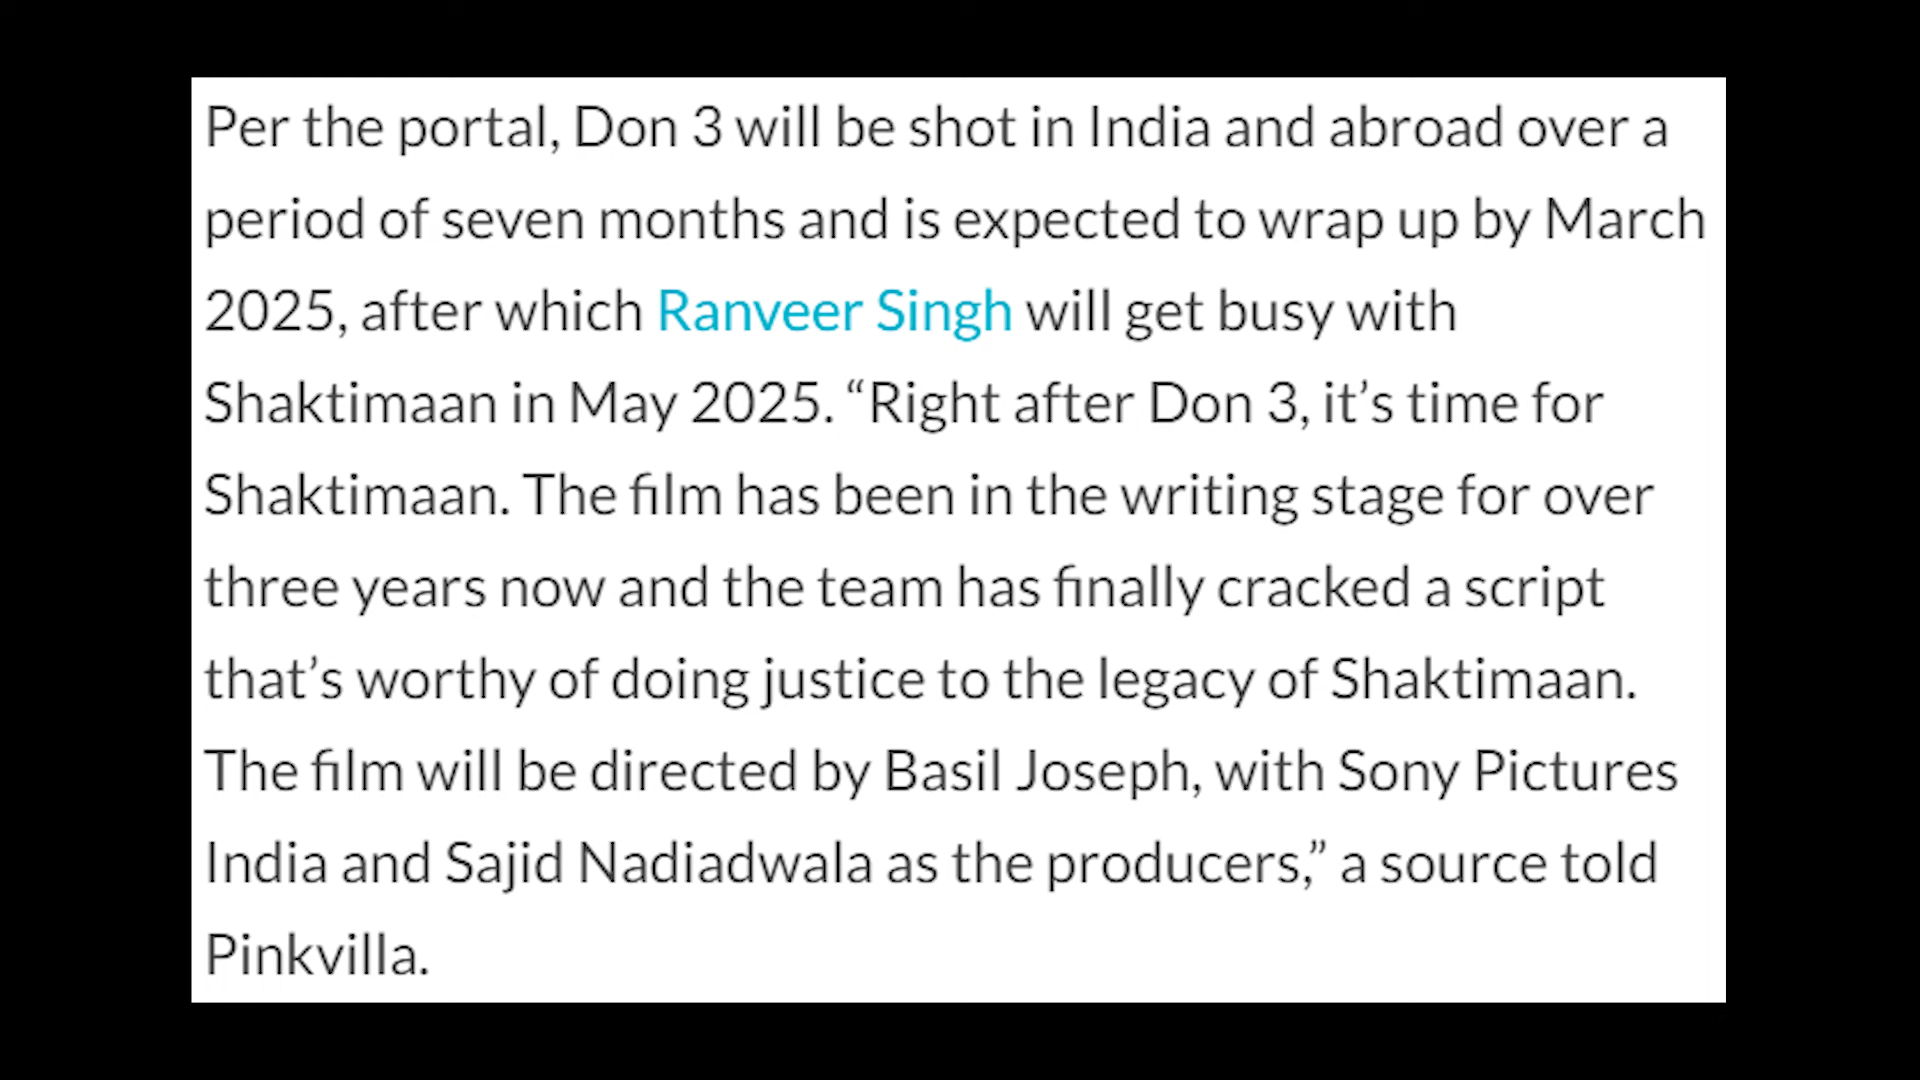 Per the portal, Don 3 will be shot in India and abroad over a
period of seven months and is expected to wrap up by March
2025, after which Ranveer Singh will get busy with
Shaktimaan in May 2025. “Right after Don 3, it’s time for
Shaktimaan. The film has been in the writing stage for over
three years now and the team has finally cracked a script
that’s worthy of doing justice to the legacy of Shaktimaan.
The film will be directed by Basil Joseph, with Sony Pictures
India and Sajid Nadiadwala as the producers,” a source told
Pinkvilla.